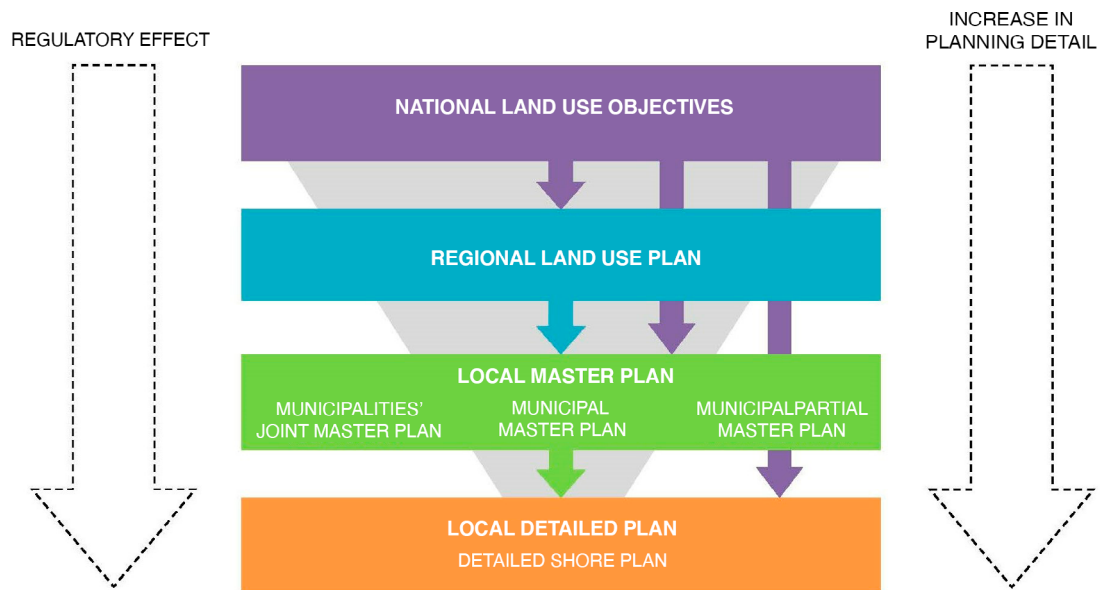 REGULATORY EFFECT
INCREASE IN
PLANNING DETAIL
NATIONAL LAND USE OBJECTIVES
REGIONAL LAND USE PLAN
LOCAL MASTER PLAN
MUNICIPALITIES’
JOINT MASTER PLAN
MUNICIPAL
MASTER PLAN
MUNICIPALPARTIAL
MASTER PLAN
LOCAL DETAILED PLAN
DETAILED SHORE PLAN